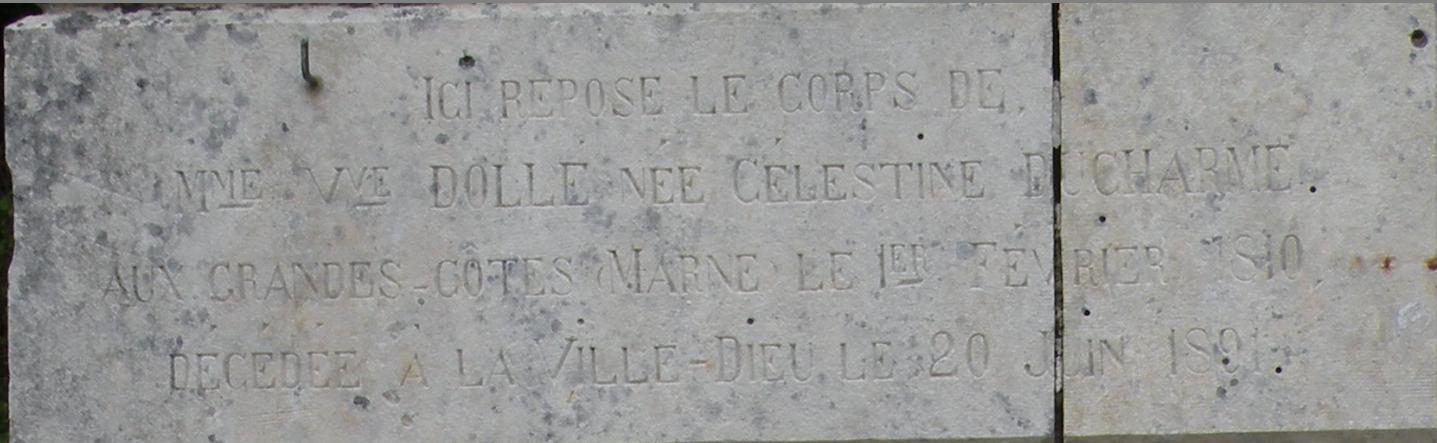 ICI REPOSE LE CORPS DE,
MME VVE DOLLÉ NÉE CÉLESTINE DUCHARME
AUX GRANDES-CÔTES (MARNE) LE 1ER FÉVRIER 1810,
DÉCÉDÉE A LA VILLE-DIEU LE 20 JUIN 1891.